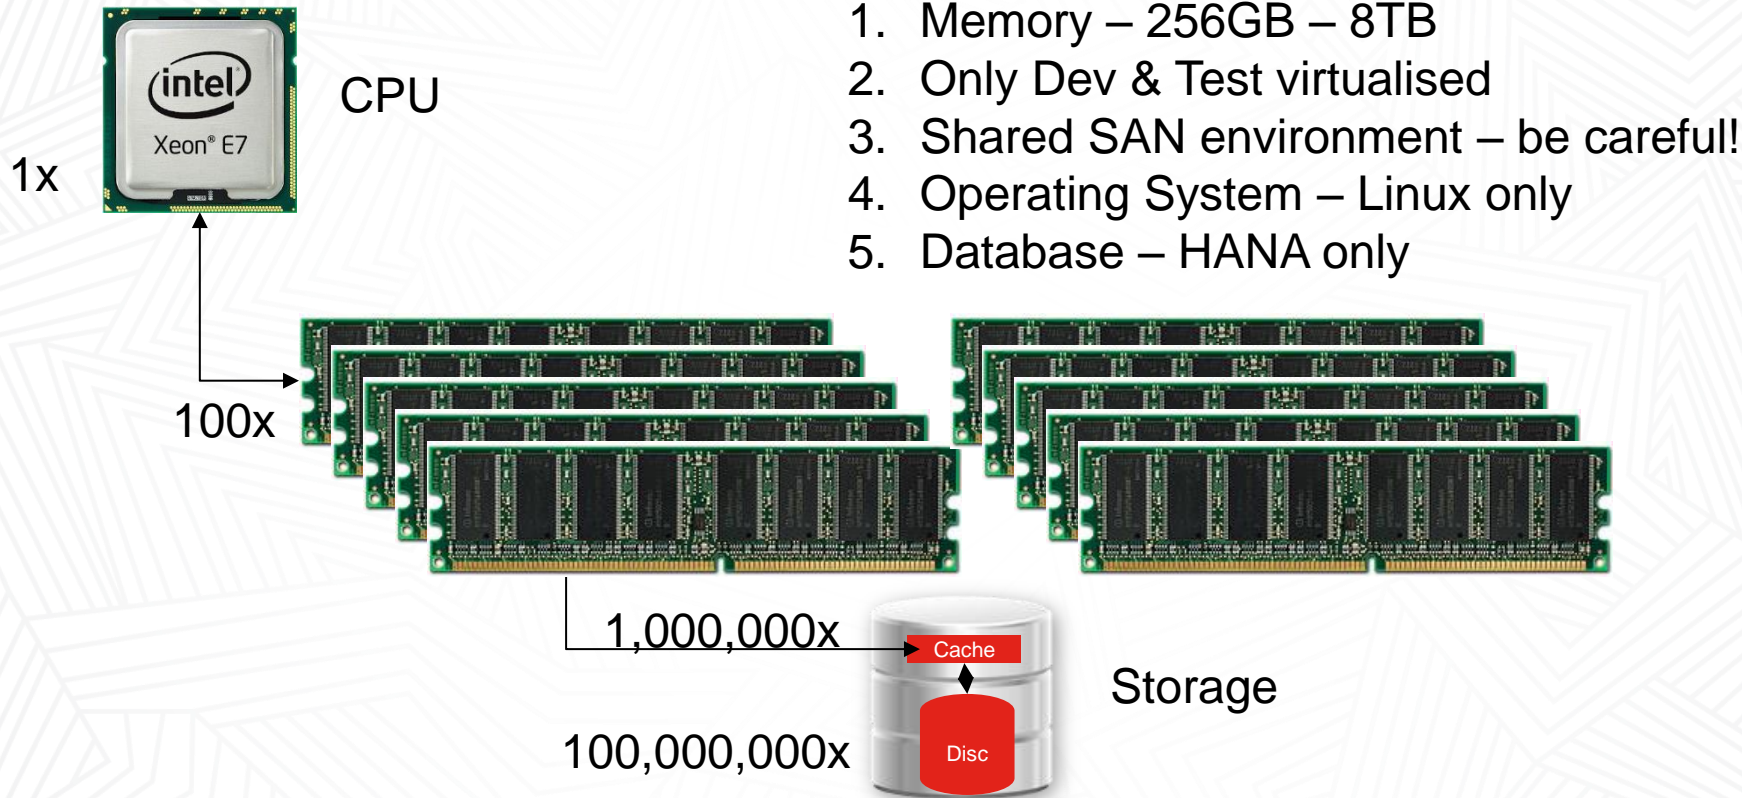 1. Memory – 256GB – 8TB
2. Only Dev & Test virtualised
3. Shared SAN environment – be careful!
4. Operating System – Linux only
5. Database – HANA only
intel
Xeon® E7
CPU
1x
100x
1,000,000x
Cache
Storage
100,000,000x
Disc